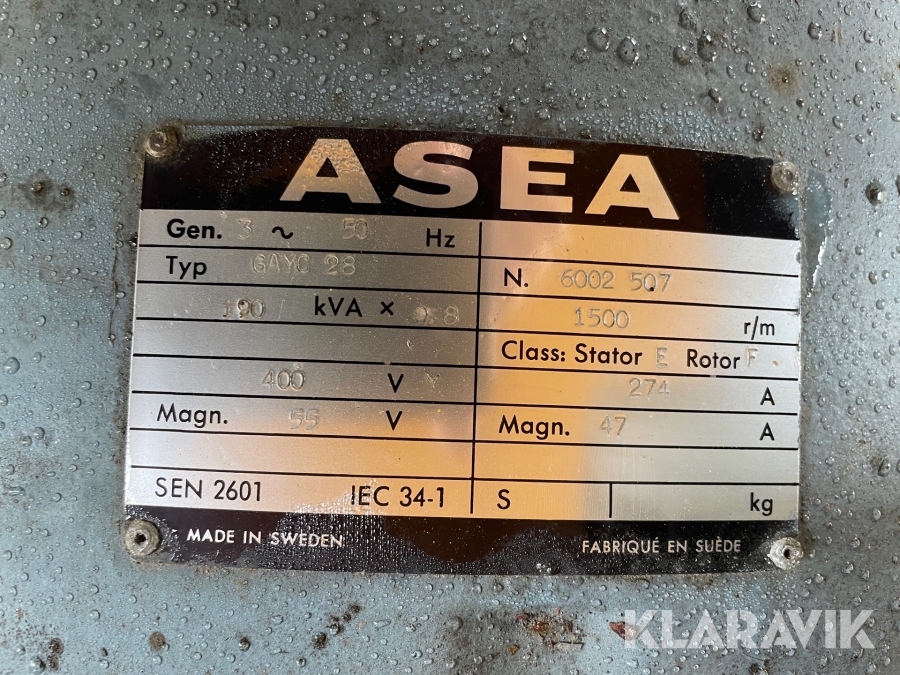 ASEA
Gen. 3 ~ 50 Hz
Typ GAYC 28
N. 6002 507
190 kVA × 0.8
1500 r/m
Class: Stator E Rotor F
400 V Y
274 A
Magn. 55 V
Magn. 47 A
SEN 2601 IEC 34-1
S kg
MADE IN SWEDEN
FABRIQUÉ EN SUÈDE
KLARAVIK